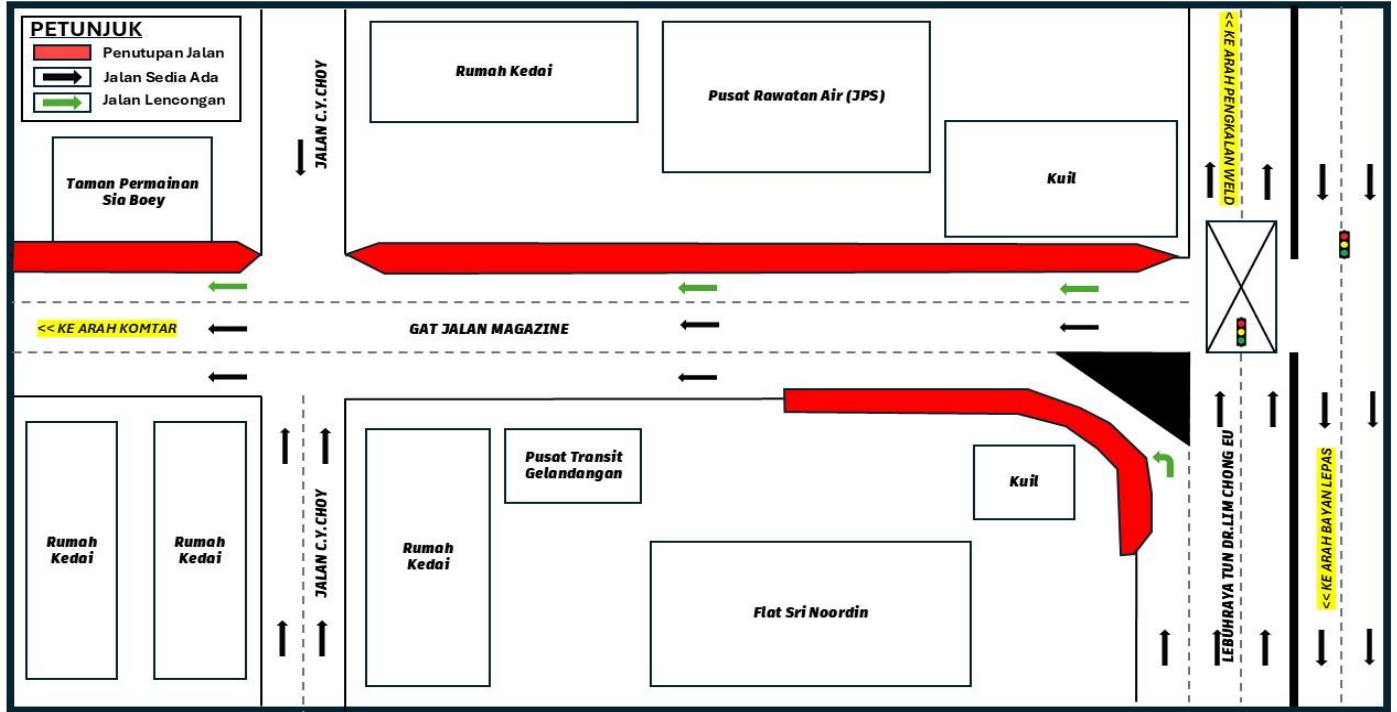 PETUNJUK
Penutupan Jalan
Jalan Sedia Ada
Jalan Lencongan
JALAN C.Y.CHOY
Rumah Kedai
Pusat Rawatan Air (JPS)
Kuil
<< KE ARAH PENGKALAN WELD
Taman Permainan
Sia Boey
<< KE ARAH KOMTAR
GAT JALAN MAGAZINE
Rumah
Kedai
Rumah
Kedai
JALAN C.Y.CHOY
Rumah
Kedai
Pusat Transit
Gelandangan
Kuil
Flat Sri Noordin
LEBUHRAYA TUN DR.LIM CHONG EU
<< KE ARAH BAYAN LEPAS